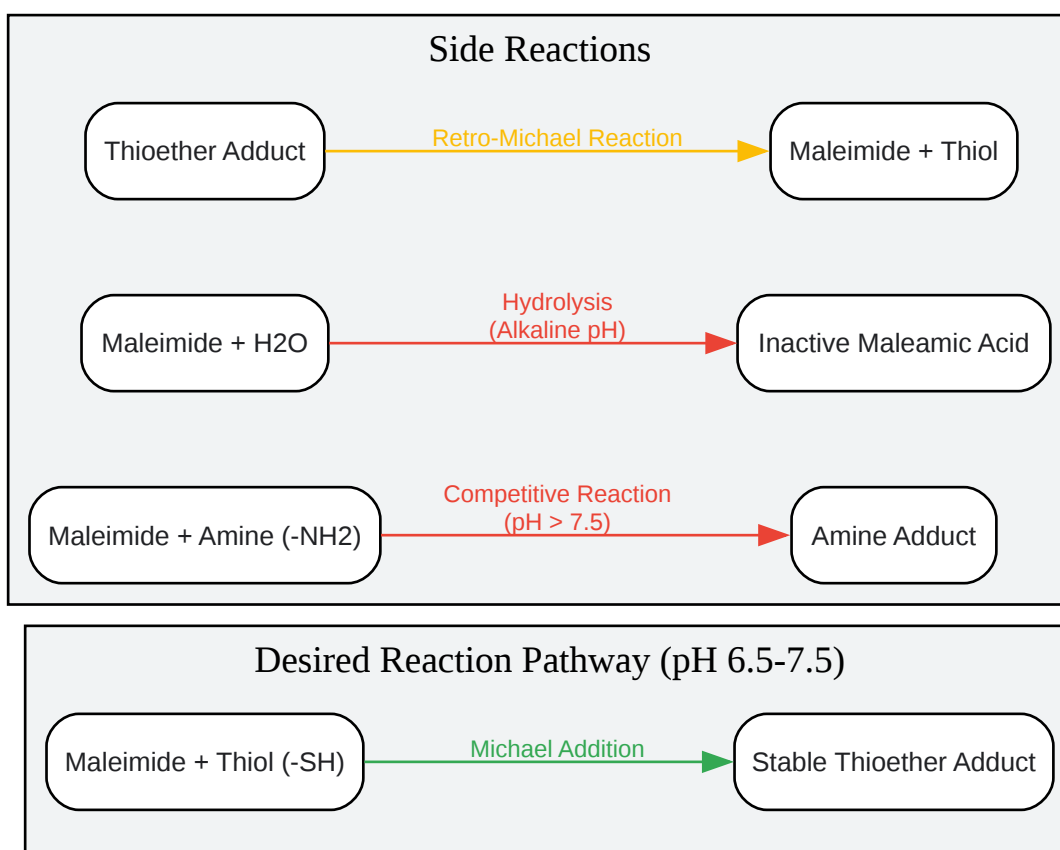 Side Reactions
Thioether Adduct
Retro-Michael Reaction
Maleimide + Thiol
Maleimide + H2O
Hydrolysis
(Alkaline pH)
Inactive Maleamic Acid
Maleimide + Amine (-NH2)
Competitive Reaction
(pH > 7.5)
Amine Adduct
Desired Reaction Pathway (pH 6.5-7.5)
Maleimide + Thiol (-SH)
Michael Addition
Stable Thioether Adduct